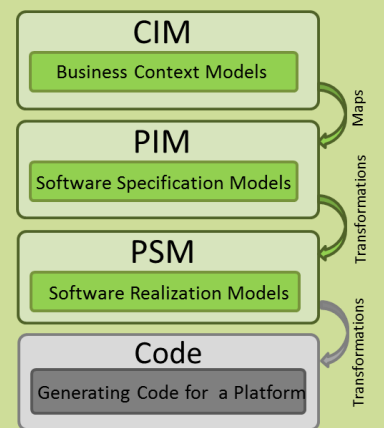 CIM
Business Context Models
Maps
PIM
Software Specification Models
Transformations
PSM
Software Realization Models
Transformations
Code
Generating Code for a Platform